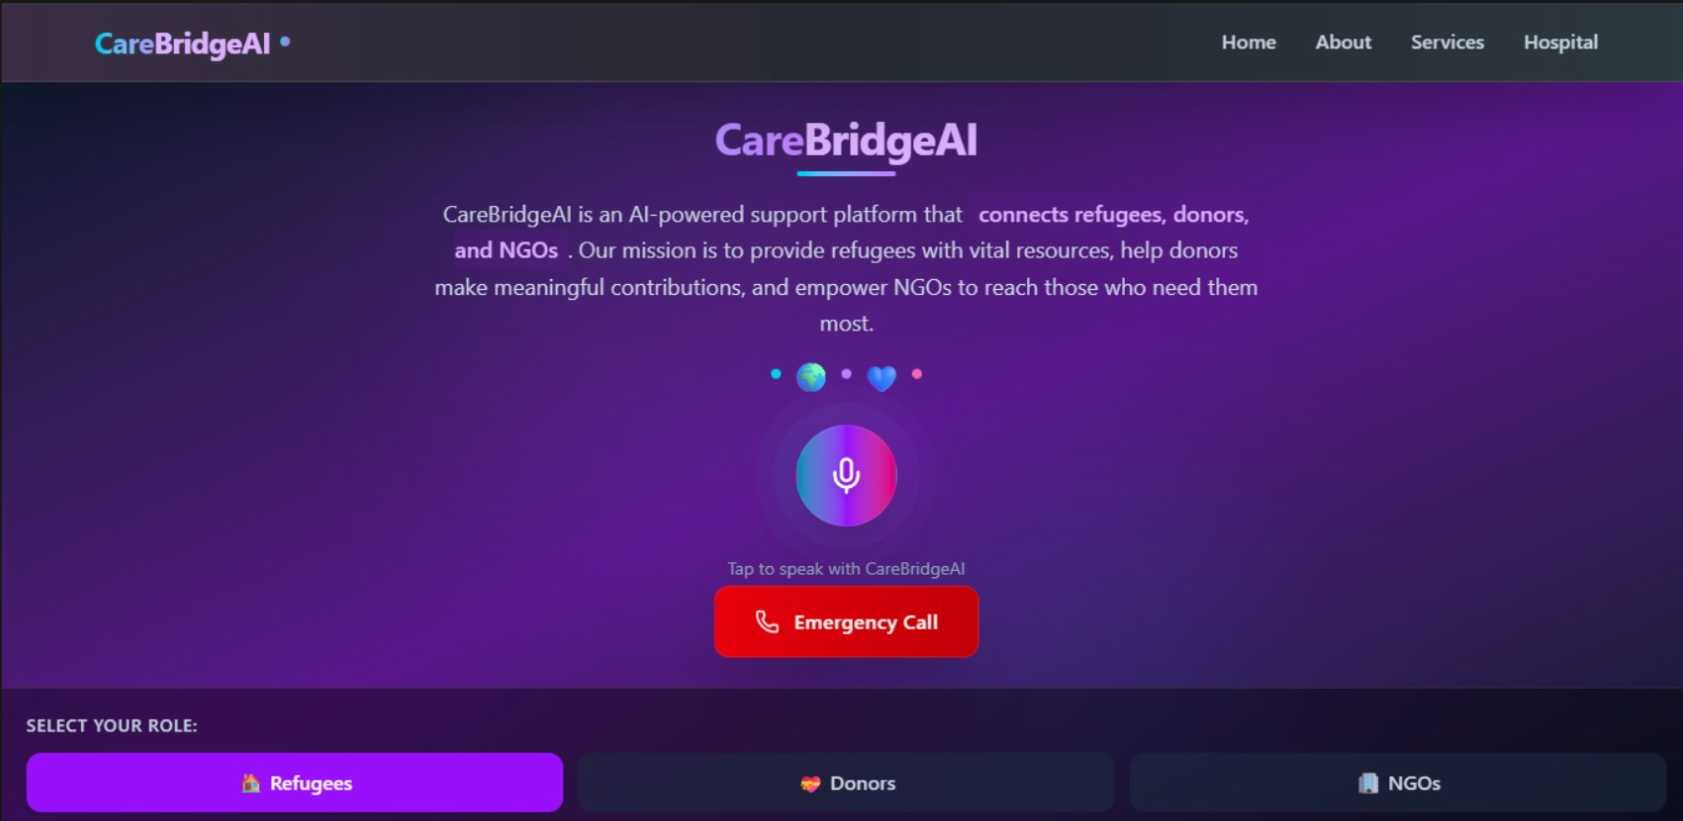 CareBridgeAI
Home About Services Hospital
CareBridgeAI
CareBridgeAI is an AI-powered support platform that connects refugees, donors,
and NGOs . Our mission is to provide refugees with vital resources, help donors
make meaningful contributions, and empower NGOs to reach those who need them
most.
Tap to speak with CareBridgeAI
Emergency Call
SELECT YOUR ROLE:
Refugees
Donors
NGOs